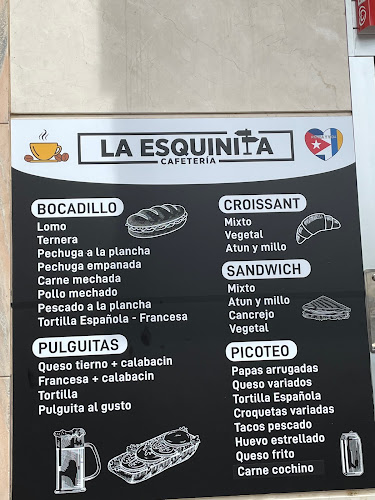 LA ESQUINITA
CAFETERÍA
BOCADILLO
Lomo
Ternera
Pechuga a la plancha
Pechuga empanada
Carne mechada
Pollo mechado
Pescado a la plancha
Tortilla Española - Francesa
PULGUITAS
Queso tierno + calabacin
Francesa + calabacin
Tortilla
Pulguita al gusto
CROISSANT
Mixto
Vegetal
Atun y millo
SANDWICH
Mixto
Atun y millo
Cancrejo
Vegetal
PICOTEO
Papas arrugadas
Queso variados
Tortilla Española
Croquetas variadas
Tacos pescado
Huevo estrellado
Queso frito
Carne cochino